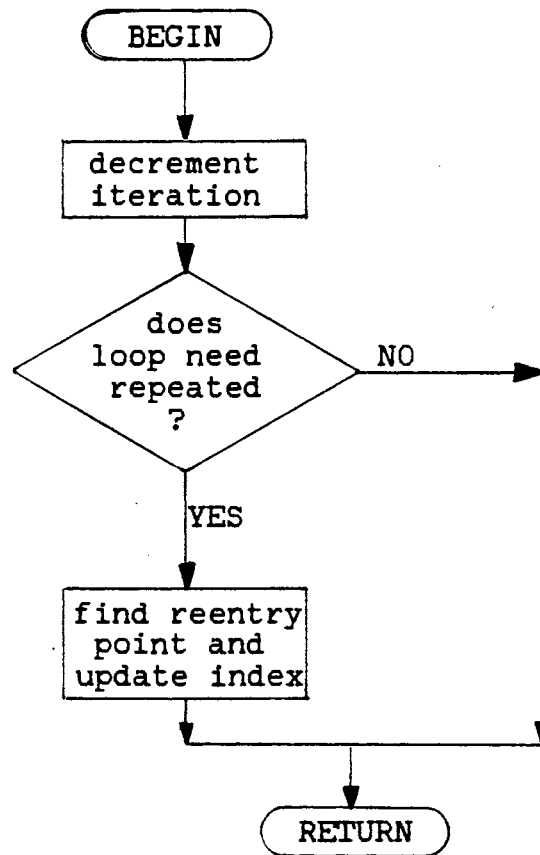 BEGIN
decrement
iteration
does
loop need
repeated
?
NO
YES
find reentry
point and
update index
RETURN